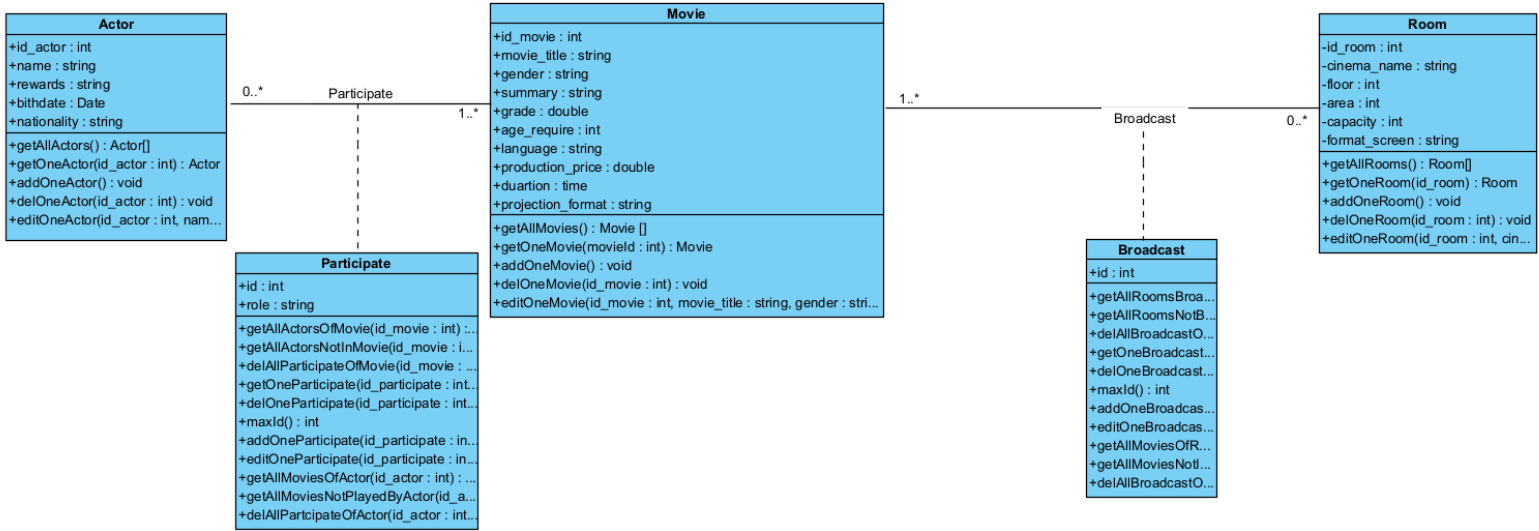 Actor
+id_actor : int
+name : string
+rewards : string
+bithdate : Date
+nationality : string
+getAllActors() : Actor[]
+getOneActor(id_actor : int) : Actor
+addOneActor() : void
+delOneActor(id_actor : int) : void
+editOneActor(id_actor : int, nam...
0..*
Participate
1..*
Movie
+id_movie : int
+movie_title : string
+gender : string
+summary : string
+grade : double
+age_require : int
+language : string
+production_price : double
+duartion : time
+projection_format : string
+getAllMovies() : Movie []
+getOneMovie(movieId : int) : Movie
+addOneMovie() : void
+delOneMovie(id_movie : int) : void
+editOneMovie(id_movie : int, movie_title : string, gender : stri...
1..*
Broadcast
0..*
Room
-id_room : int
-cinema_name : string
-floor : int
-area : int
-capacity : int
-format_screen : string
+getAllRooms() : Room[]
+getOneRoom(id_room) : Room
+addOneRoom() : void
+delOneRoom(id_room : int) : void
+editOneRoom(id_room : int, cin...
Participate
+id : int
+role : string
+getAllActorsOfMovie(id_movie : int) :...
+getAllActorsNotInMovie(id_movie : i...
+delAllParticipateOfMovie(id_movie : ...
+getOneParticipate(id_participate : int...
+delOneParticipate(id_participate : int...
+maxId() : int
+addOneParticipate(id_participate : in...
+editOneParticipate(id_participate : in...
+getAllMoviesOfActor(id_actor : int) : ...
+getAllMoviesNotPlayedByActor(id_a...
+delAllPartcipateOfActor(id_actor : int...
Broadcast
+id : int
+getAllRoomsBroa...
+getAllRoomsNotB...
+delAllBroadcastO...
+getOneBroadcast...
+delOneBroadcast...
+maxId() : int
+addOneBroadcas...
+editOneBroadcas...
+getAllMoviesOfR...
+getAllMoviesNotI...
+delAllBroadcastO...